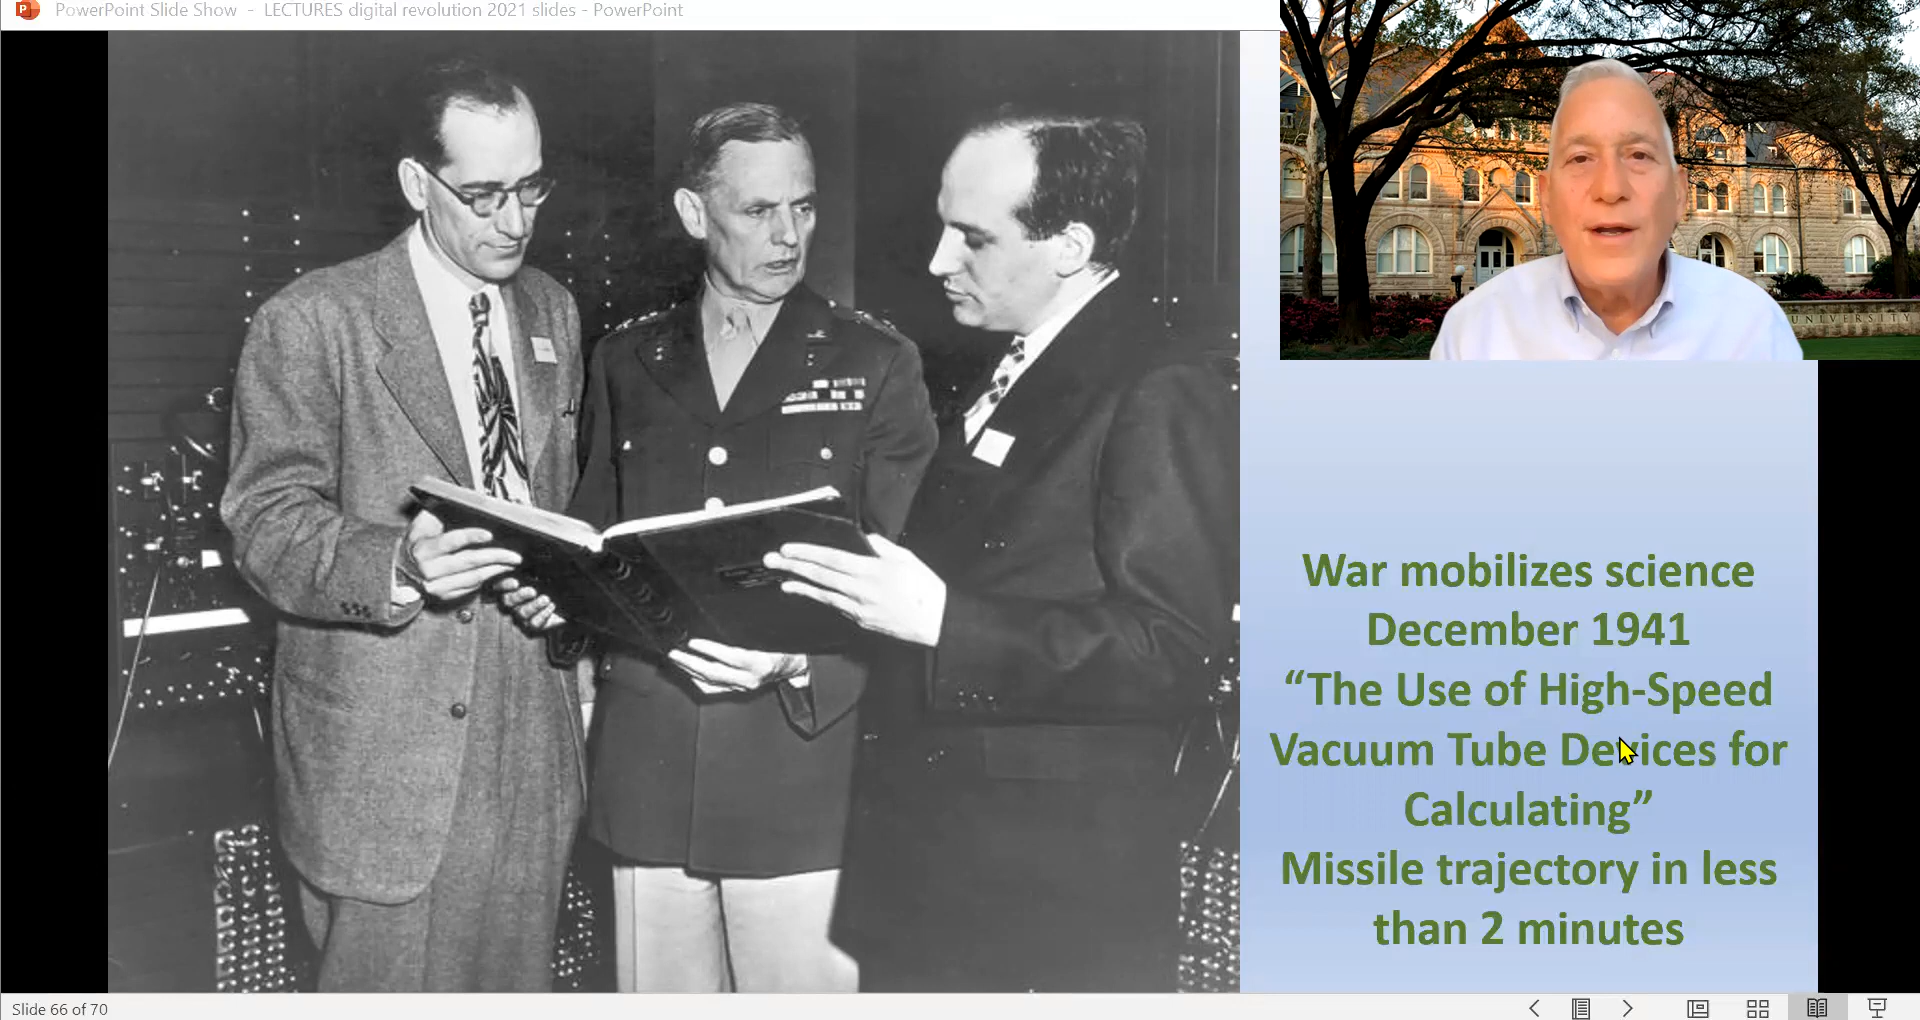 P PowerPoint Slide Show - LECTURES digital revolution 2021 slides - PowerPoint
UNIVERSITY
War mobilizes science
December 1941
“The Use of High-Speed
Vacuum Tube Devices for
Calculating”
Missile trajectory in less
than 2 minutes
Slide 66 of 70